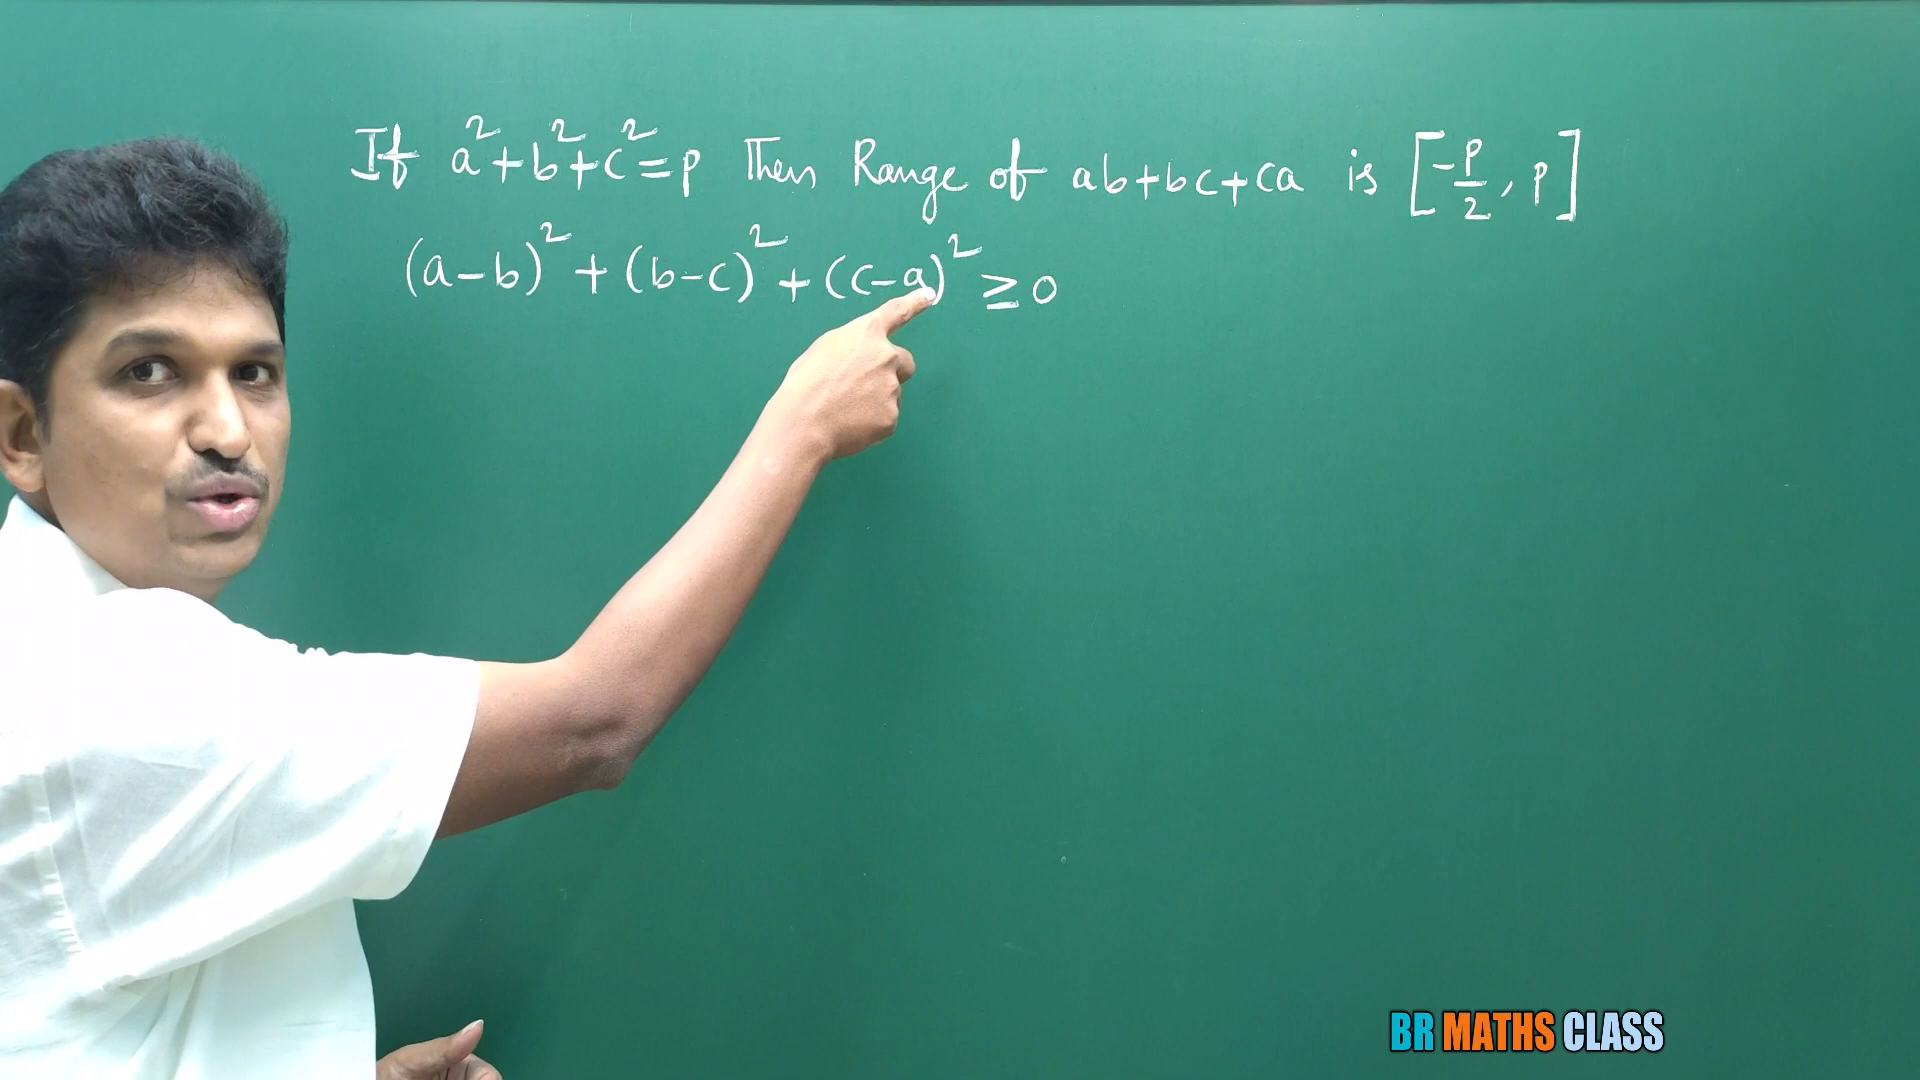 If a²+b²+c²=p Then Range of ab+bc+ca is [-p/2, p]
(a-b)² + (b-c)² + (c-a)² ≥ 0
BR MATHS CLASS